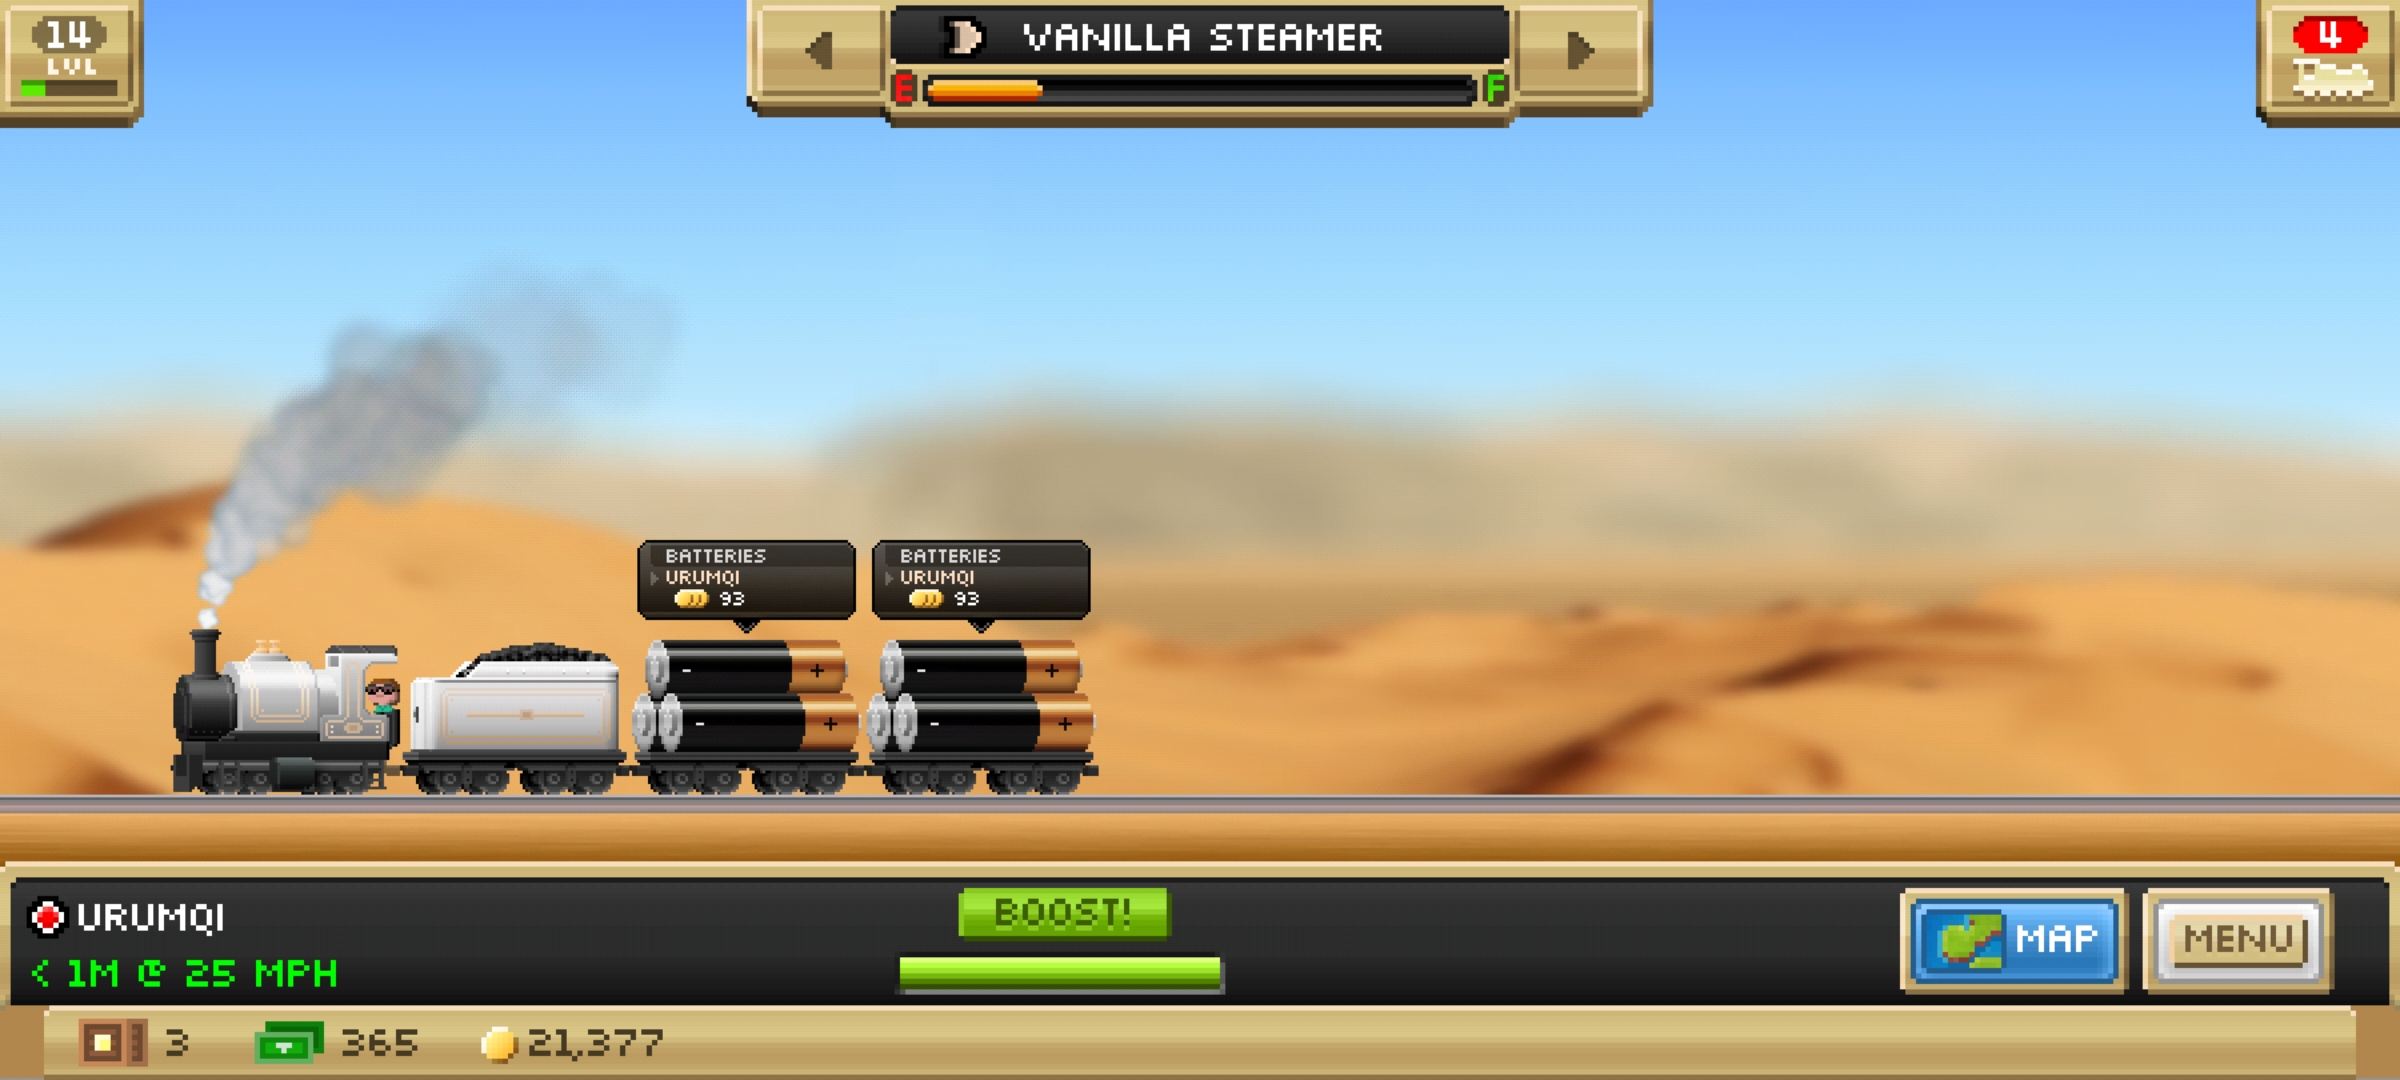 14
LVL
VANILLA STEAMER
E F
4
BATTERIES
URUMQI
93
BATTERIES
URUMQI
93
- +
- +
- +
- +
URUMQI
< 1M @ 25 MPH
BOOST!
MAP
MENU
3
365
21,377